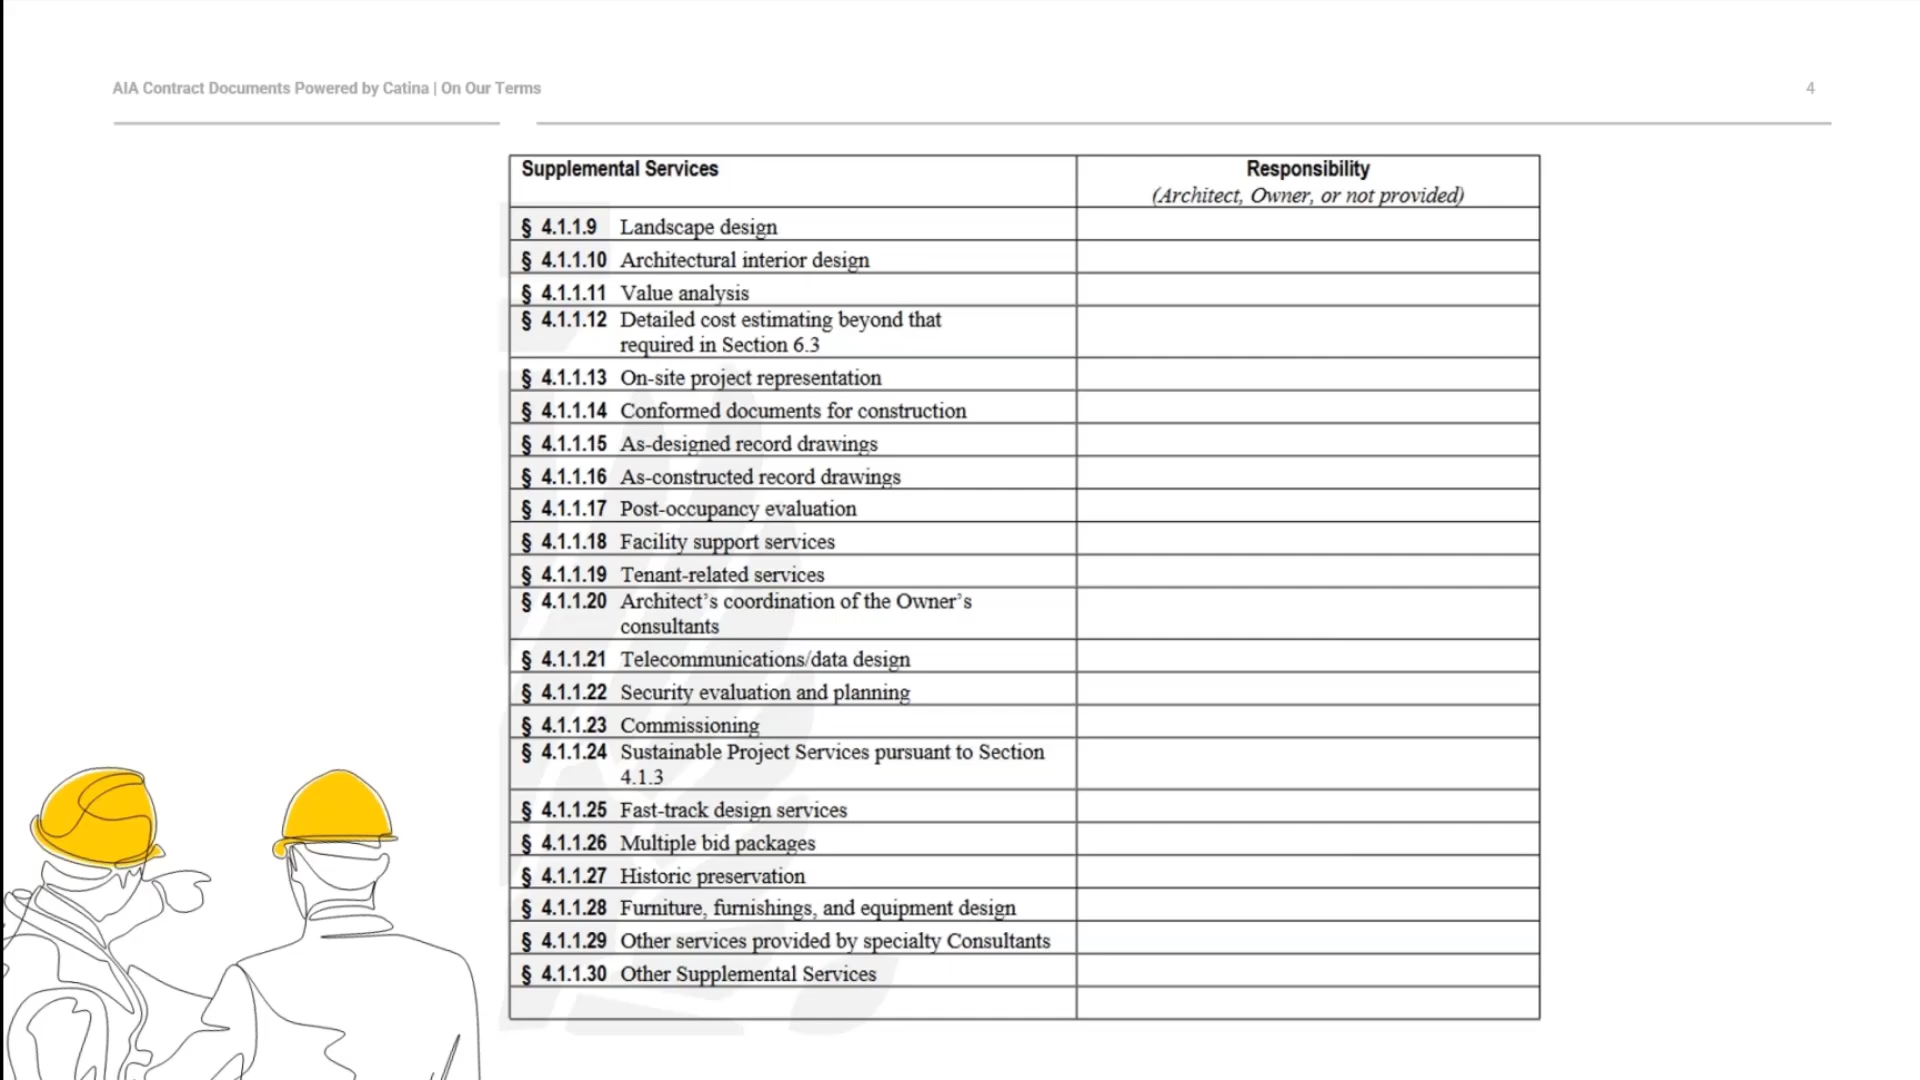 AIA Contract Documents Powered by Catina | On Our Terms
4
Supplemental Services
Responsibility
(Architect, Owner, or not provided)
§ 4.1.1.9 Landscape design
§ 4.1.1.10 Architectural interior design
§ 4.1.1.11 Value analysis
§ 4.1.1.12 Detailed cost estimating beyond that
required in Section 6.3
§ 4.1.1.13 On-site project representation
§ 4.1.1.14 Conformed documents for construction
§ 4.1.1.15 As-designed record drawings
§ 4.1.1.16 As-constructed record drawings
§ 4.1.1.17 Post-occupancy evaluation
§ 4.1.1.18 Facility support services
§ 4.1.1.19 Tenant-related services
§ 4.1.1.20 Architect’s coordination of the Owner’s
consultants
§ 4.1.1.21 Telecommunications/data design
§ 4.1.1.22 Security evaluation and planning
§ 4.1.1.23 Commissioning
§ 4.1.1.24 Sustainable Project Services pursuant to Section
4.1.3
§ 4.1.1.25 Fast-track design services
§ 4.1.1.26 Multiple bid packages
§ 4.1.1.27 Historic preservation
§ 4.1.1.28 Furniture, furnishings, and equipment design
§ 4.1.1.29 Other services provided by specialty Consultants
§ 4.1.1.30 Other Supplemental Services